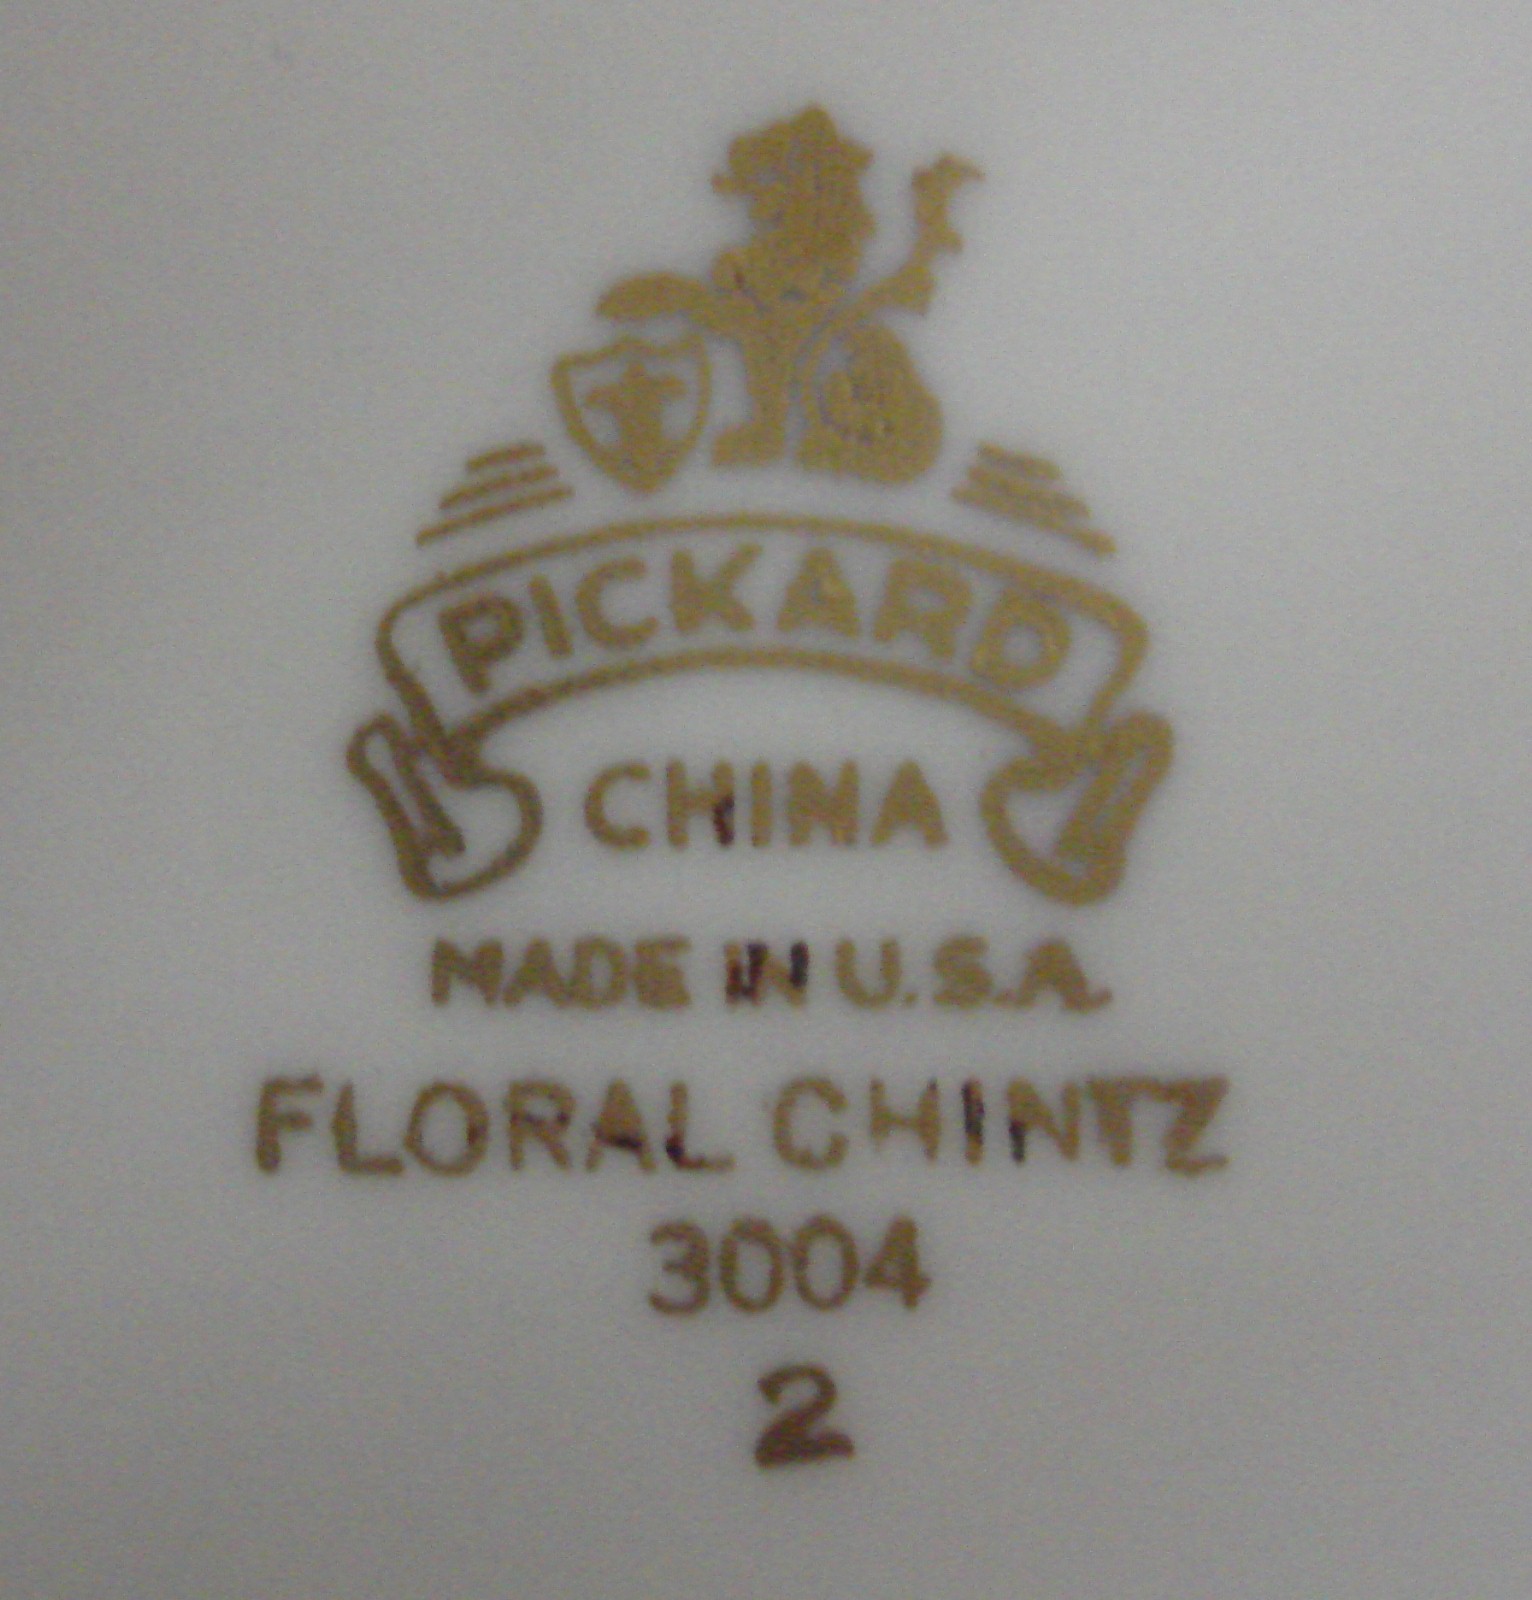 PICKARD
CHINA
MADE IN U.S.A.
FLORAL CHINTZ
3004
2